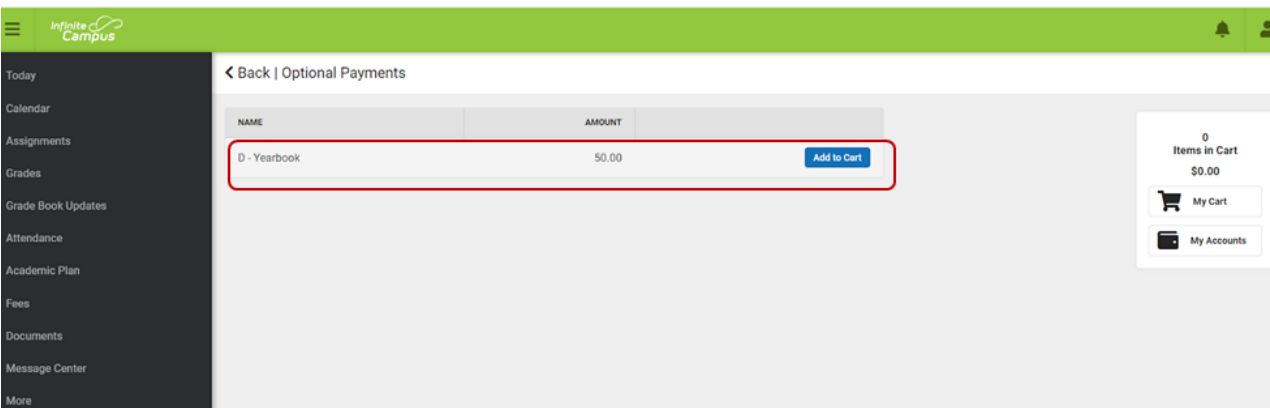 Infinite
Campus
Today
Calendar
Assignments
Grades
Grade Book Updates
Attendance
Academic Plan
Fees
Documents
Message Center
More
Back | Optional Payments
NAME AMOUNT
D - Yearbook 50.00 Add to Cart
0
Items in Cart
$0.00
My Cart
My Accounts